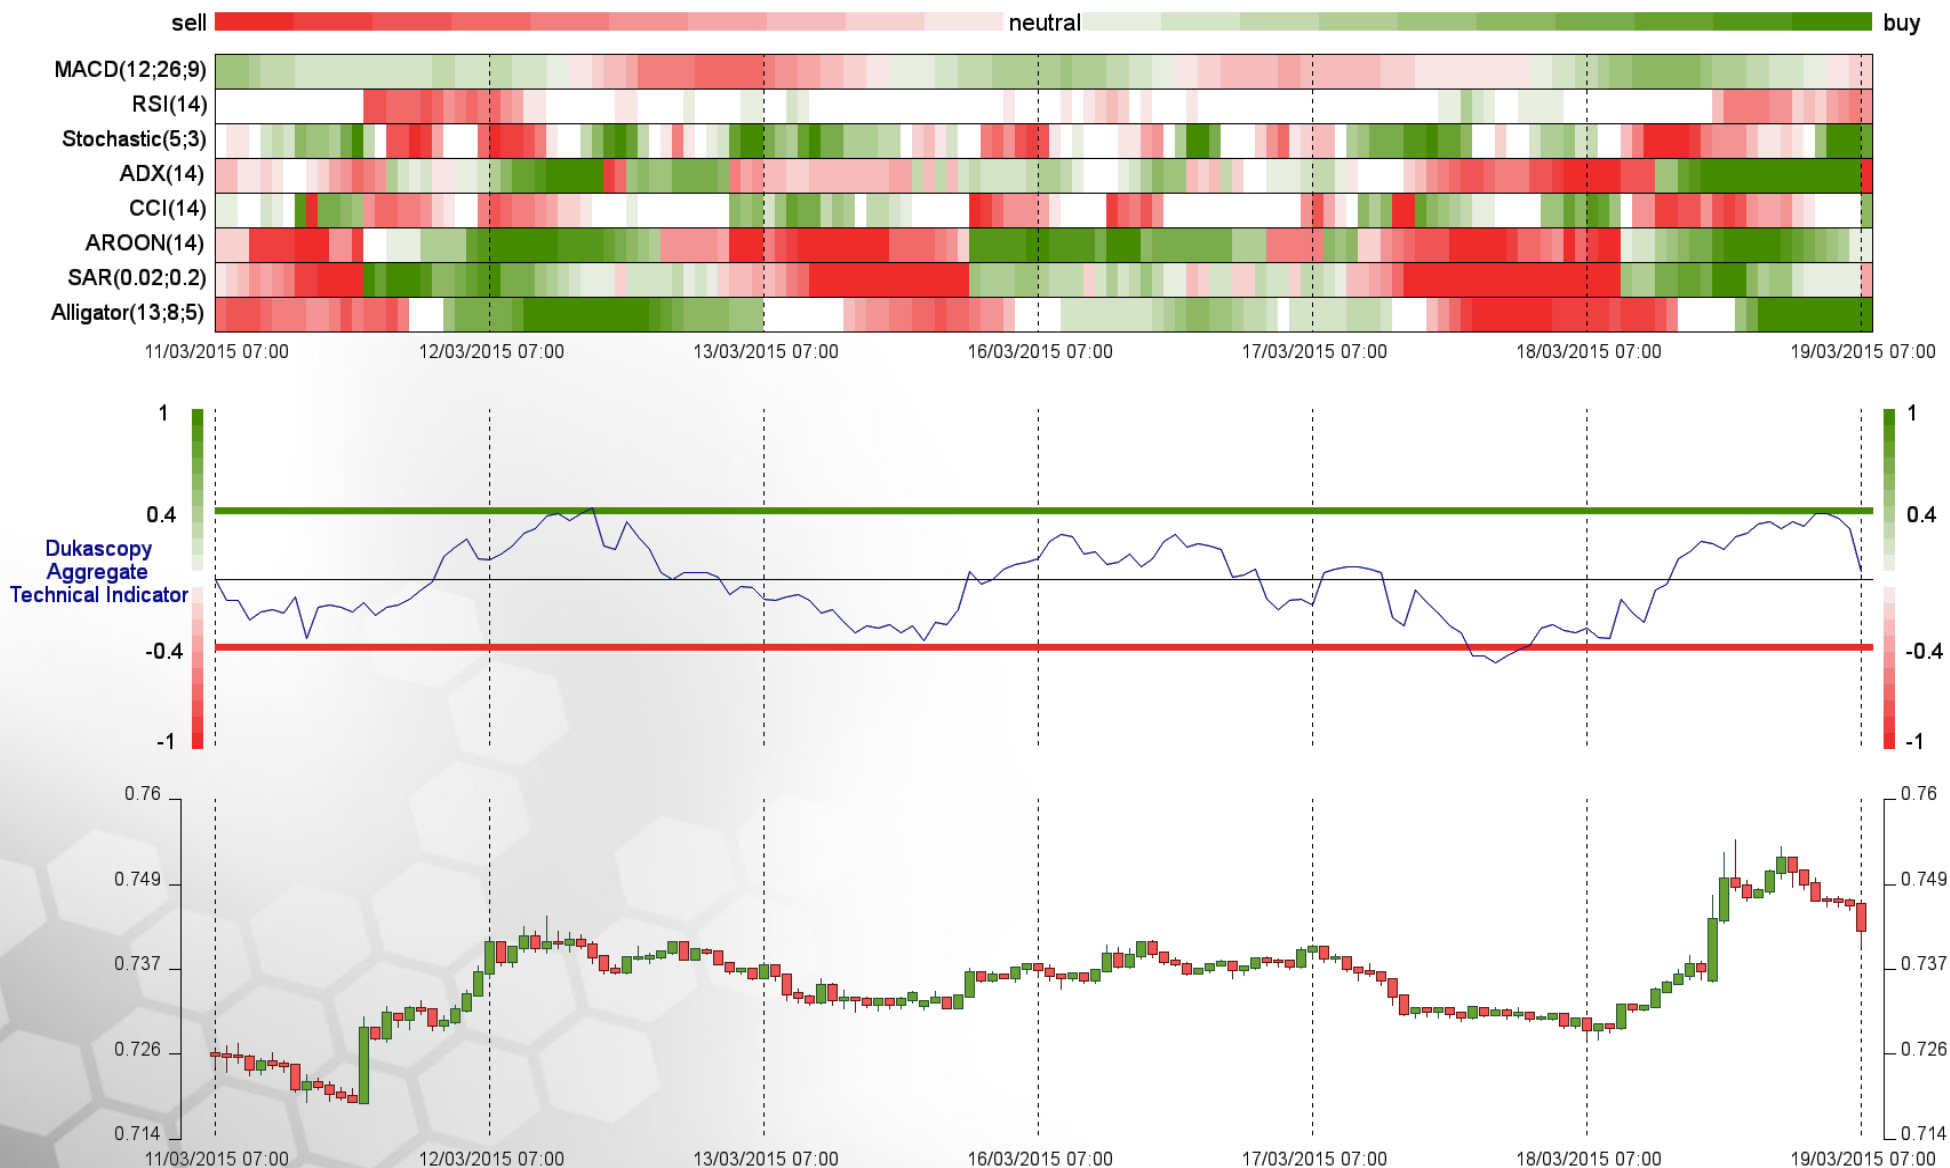 sell neutral buy
MACD(12;26;9)
RSI(14)
Stochastic(5;3)
ADX(14)
CCI(14)
AROON(14)
SAR(0.02;0.2)
Alligator(13;8;5)
11/03/2015 07:00 12/03/2015 07:00 13/03/2015 07:00 16/03/2015 07:00 17/03/2015 07:00 18/03/2015 07:00 19/03/2015 07:00
1 1
0.4 0.4
Dukascopy
Aggregate
Technical Indicator
-0.4 -0.4
-1 -1
0.76 0.76
0.749 0.749
0.737 0.737
0.726 0.726
0.714 0.714
11/03/2015 07:00 12/03/2015 07:00 13/03/2015 07:00 16/03/2015 07:00 17/03/2015 07:00 18/03/2015 07:00 19/03/2015 07:00